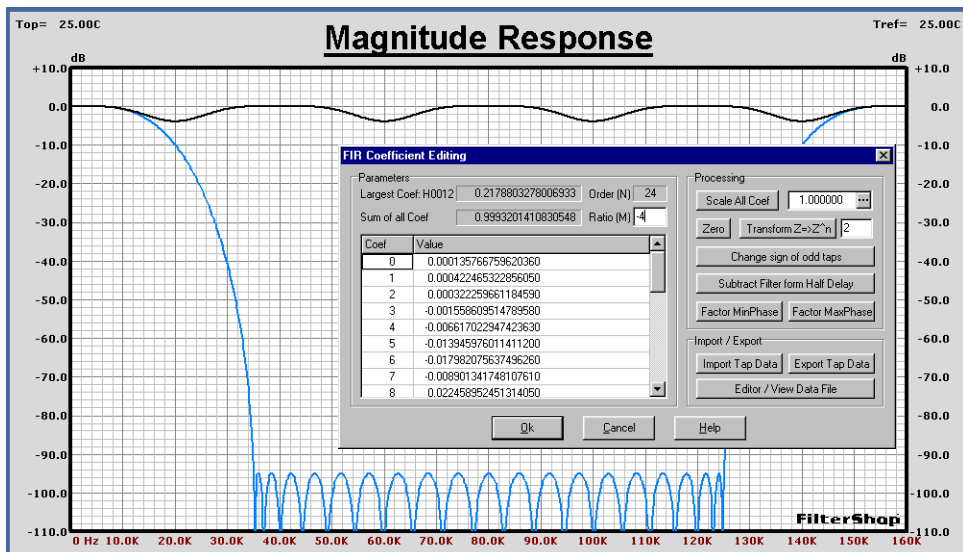 Top= 25.00C
Magnitude Response
Tref= 25.00C
dB
dB
+10.0
+10.0
0.0
0.0
-10.0
-10.0
-20.0
-20.0
-30.0
-30.0
-40.0
-40.0
-50.0
-50.0
-60.0
-60.0
-70.0
-70.0
-80.0
-80.0
-90.0
-90.0
-100.0
-100.0
-110.0
-110.0
0 Hz 10.0K 20.0K 30.0K 40.0K 50.0K 60.0K 70.0K 80.0K 90.0K 100K 110K 120K 130K 140K 150K 160K
FilterShop
FIR Coefficient Editing
Parameters
Largest Coef: H0012 0.2178803278006933 Order (N) 24
Sum of all Coef 0.9993201410830548 Ratio (M) -4
Coef Value
0 0.000135766759620360
1 0.000422465322856050
2 0.000322259661184590
3 -0.001558609514789580
4 -0.006617022947423630
5 -0.013945976011411200
6 -0.017982075637496260
7 -0.008901341748107610
8 0.022458952451314050
Processing
Scale All Coef 1.000000 ...
Zero Transform Z=>Z^n 2
Change sign of odd taps
Subtract Filter form Half Delay
Factor MinPhase Factor MaxPhase
Import / Export
Import Tap Data Export Tap Data
Editor / View Data File
Ok Cancel Help